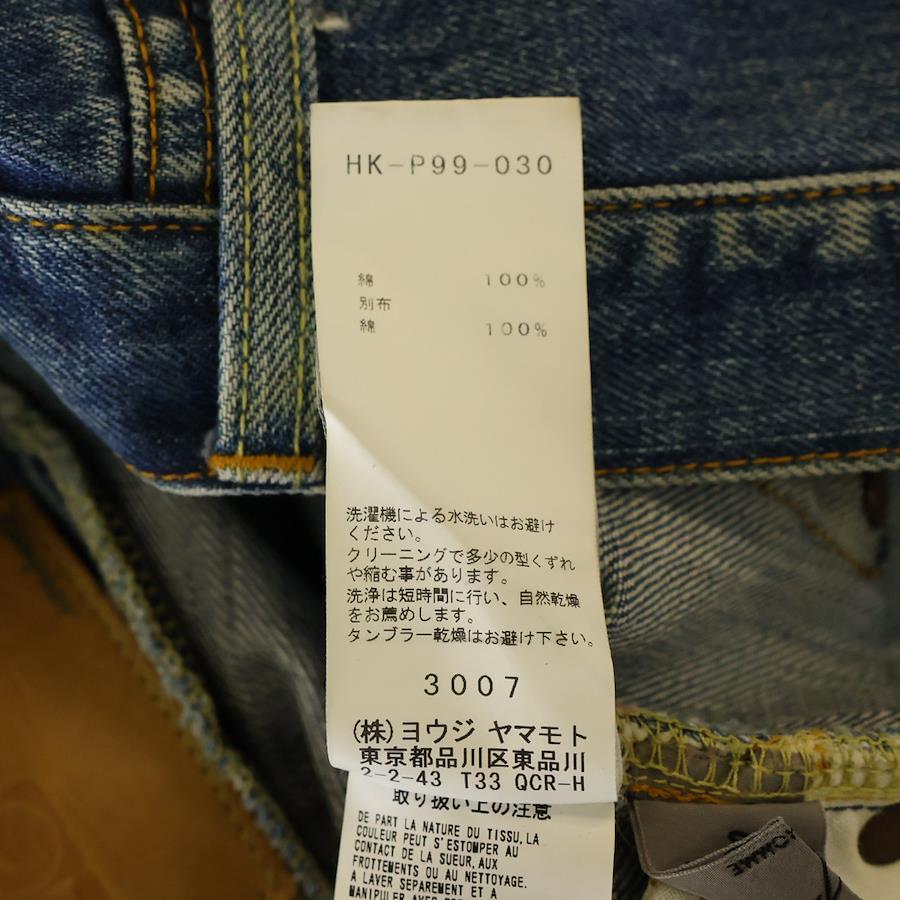 HK-P99-030
綿 100%
別布
綿 100%
洗濯機による水洗いはお避け
ください。
クリーニングで多少の型くずれ
や縮む事があります。
洗浄は短時間に行い、自然乾燥
をお薦めします。
タンブラー乾燥はお避け下さい。
3007
(株)ヨウジ ヤマモト
東京都品川区東品川
2-2-43 T33 QCR-H
取り扱い上の注意
DE PART LA NATURE DU TISSU,LA
COULEUR PEUT S'ESTOMPER AU
CONTACT DE LA SUEUR,AUX
FROTTEMENTS OU AU NETTOYAGE.
A LAVER SEPAREMENT ET A
MANIPULER AVEC
HOMME